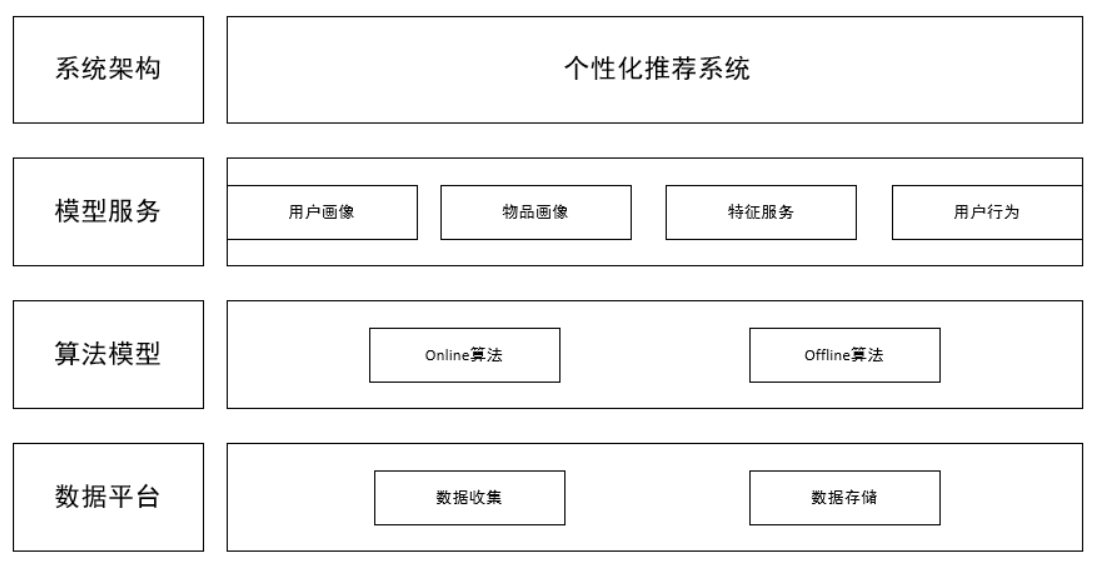 系统架构
个性化推荐系统
模型服务
用户画像
物品画像
特征服务
用户行为
算法模型
Online算法
Offline算法
数据平台
数据收集
数据存储